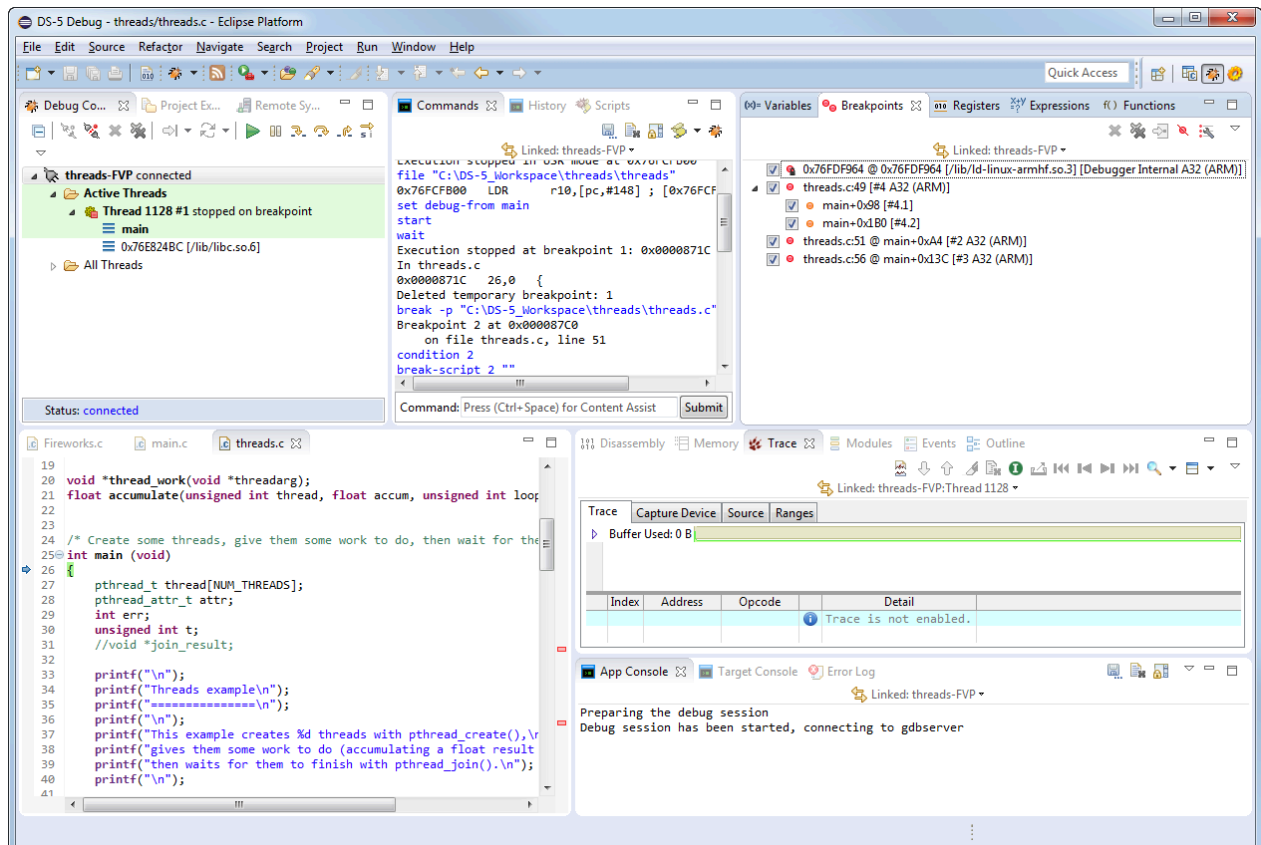 DS-5 Debug - threads/threads.c - Eclipse Platform
File Edit Source Refactor Navigate Search Project Run Window Help
Quick Access
Debug Co... Project Ex... Remote Sy...
threads-FVP connected
Active Threads
Thread 1128 #1 stopped on breakpoint
main
0x76E824BC [/lib/libc.so.6]
All Threads
Status: connected
Commands History Scripts
Linked: threads-FVP
Execution stopped in USR mode at 0x76FCFB00
file "C:\DS-5_Workspace\threads\threads"
0x76FCFB00 LDR r10,[pc,#148] ; [0x76FCF
set debug-from main
start
wait
Execution stopped at breakpoint 1: 0x0000871C
In threads.c
0x0000871C 26,0 {
Deleted temporary breakpoint: 1
break -p "C:\DS-5_Workspace\threads\threads.c"
Breakpoint 2 at 0x000087C0
on file threads.c, line 51
condition 2
break-script 2 ""
Command: Press (Ctrl+Space) for Content Assist Submit
(x)= Variables Breakpoints Registers Expressions f() Functions
Linked: threads-FVP
0x76FDF964 @ 0x76FDF964 [/lib/ld-linux-armhf.so.3] [Debugger Internal A32 (ARM)]
threads.c:49 [#4 A32 (ARM)]
main+0x98 [#4.1]
main+0x1B0 [#4.2]
threads.c:51 @ main+0xA4 [#2 A32 (ARM)]
threads.c:56 @ main+0x13C [#3 A32 (ARM)]
Fireworks.c main.c threads.c
19
20 void *thread_work(void *threadarg);
21 float accumulate(unsigned int thread, float accum, unsigned int loop
22
23
24 /* Create some threads, give them some work to do, then wait for the
25 int main (void)
26 {
27 pthread_t thread[NUM_THREADS];
28 pthread_attr_t attr;
29 int err;
30 unsigned int t;
31 //void *join_result;
32
33 printf("\n");
34 printf("Threads example\n");
35 printf("===============\n");
36 printf("\n");
37 printf("This example creates %d threads with pthread_create(),\n
38 printf("gives them some work to do (accumulating a float result
39 printf("then waits for them to finish with pthread_join().\n");
40 printf("\n");
41
Disassembly Memory Trace Modules Events Outline
Linked: threads-FVP:Thread 1128
Trace Capture Device Source Ranges
Buffer Used: 0 B
Index Address Opcode Detail
Trace is not enabled.
App Console Target Console Error Log
Linked: threads-FVP
Preparing the debug session
Debug session has been started, connecting to gdbserver